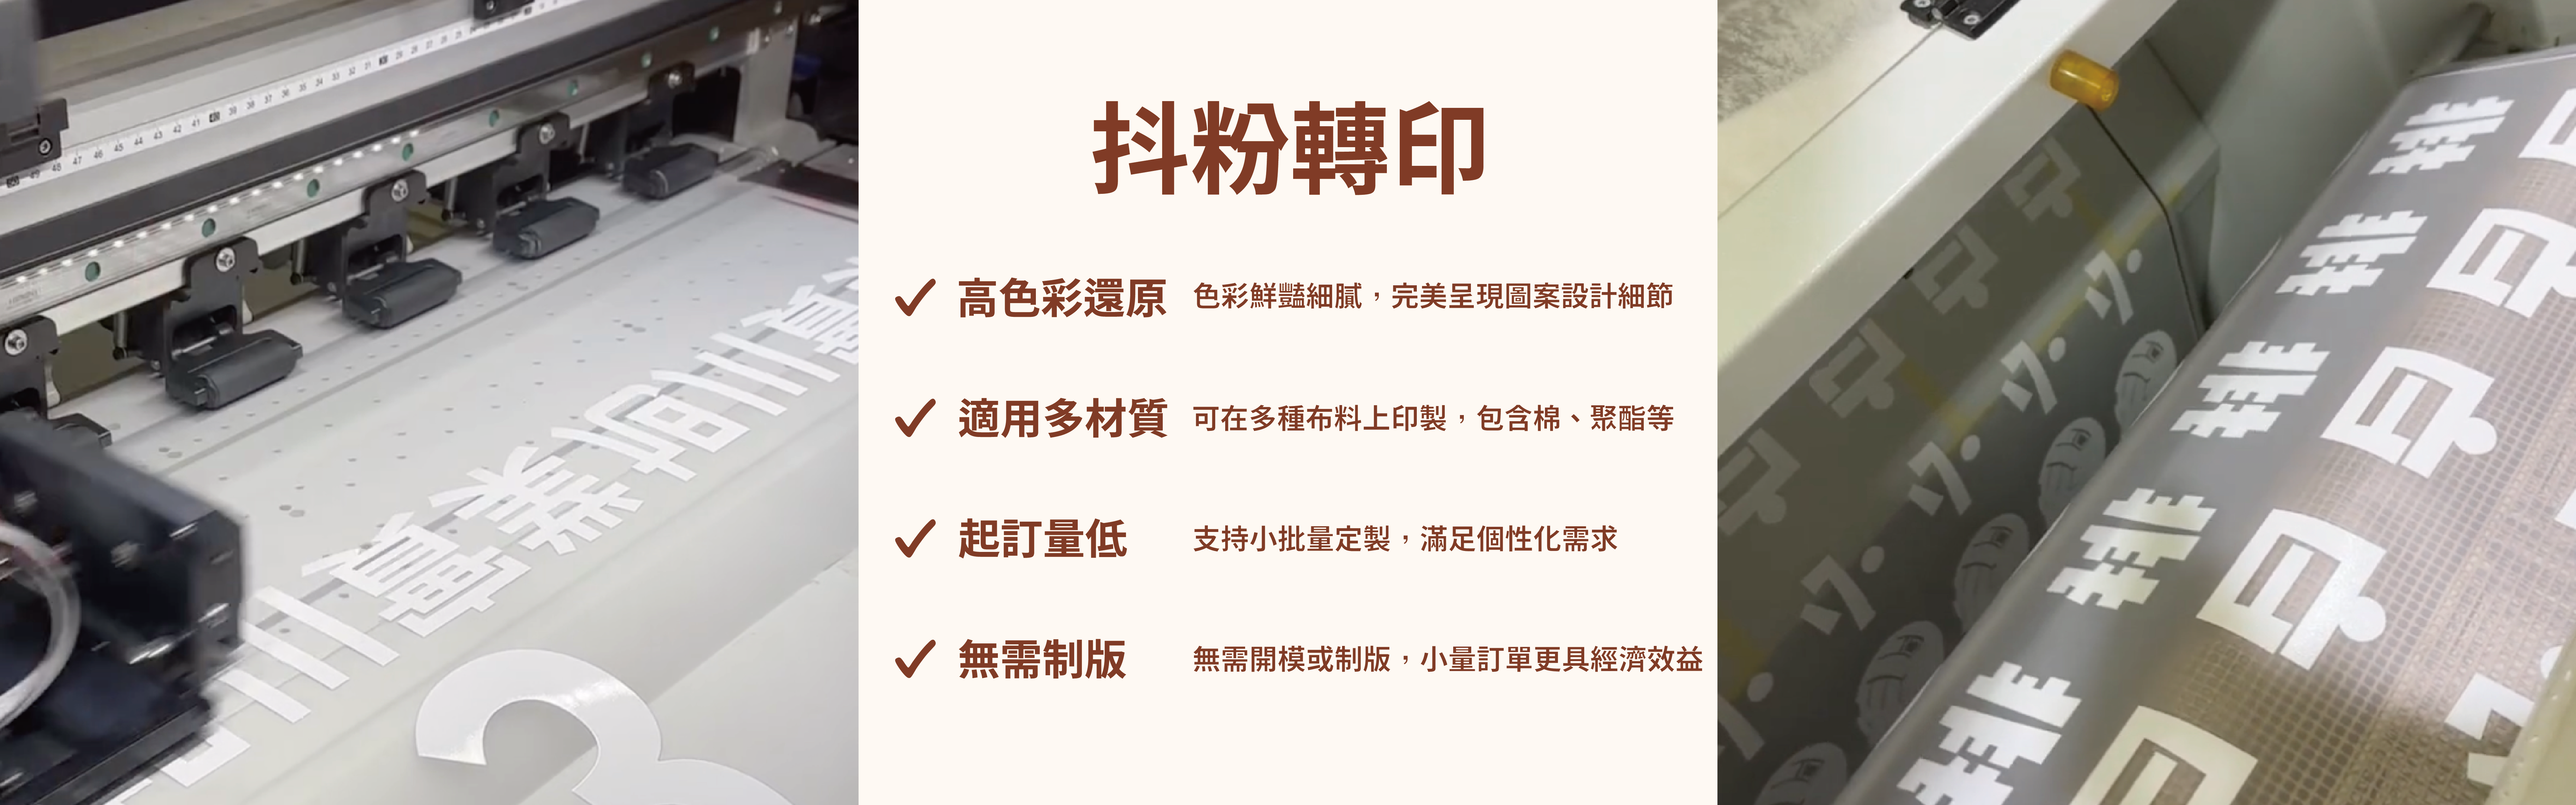 抖粉轉印
高色彩還原 色彩鮮豔細膩，完美呈現圖案設計細節
適用多材質 可在多種布料上印製，包含棉、聚酯等
起訂量低 支持小批量定製，滿足個性化需求
無需制版 無需開模或制版，小量訂單更具經濟效益